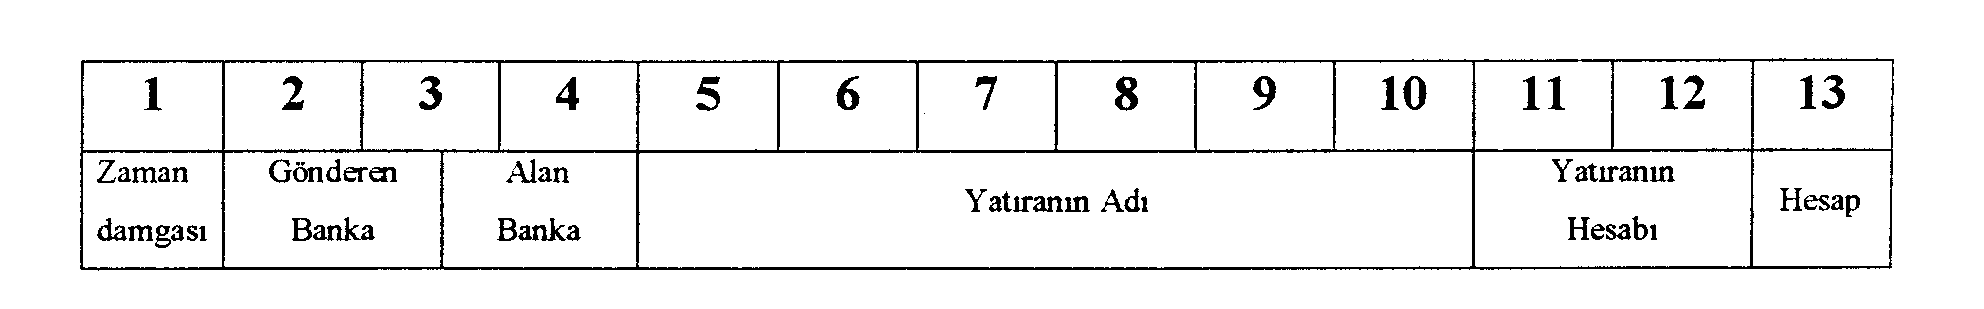 1 2 3 4 5 6 7 8 9 10 11 12 13
Zaman damgası
Gönderen Banka
Alan Banka
Yatıranın Adı
Yatıranın Hesabı
Hesap